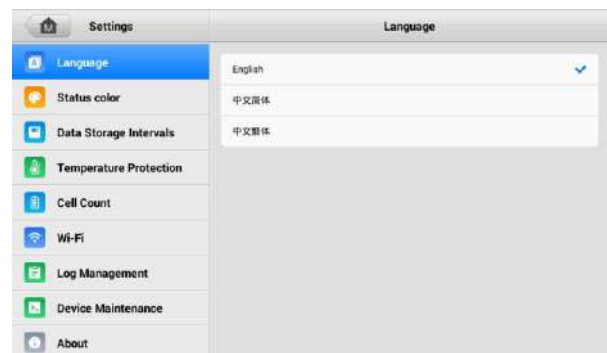 Settings
Language
Language
Status color
Data Storage Intervals
Temperature Protection
Cell Count
Wi-Fi
Log Management
Device Maintenance
About
English
中文简体
中文繁体